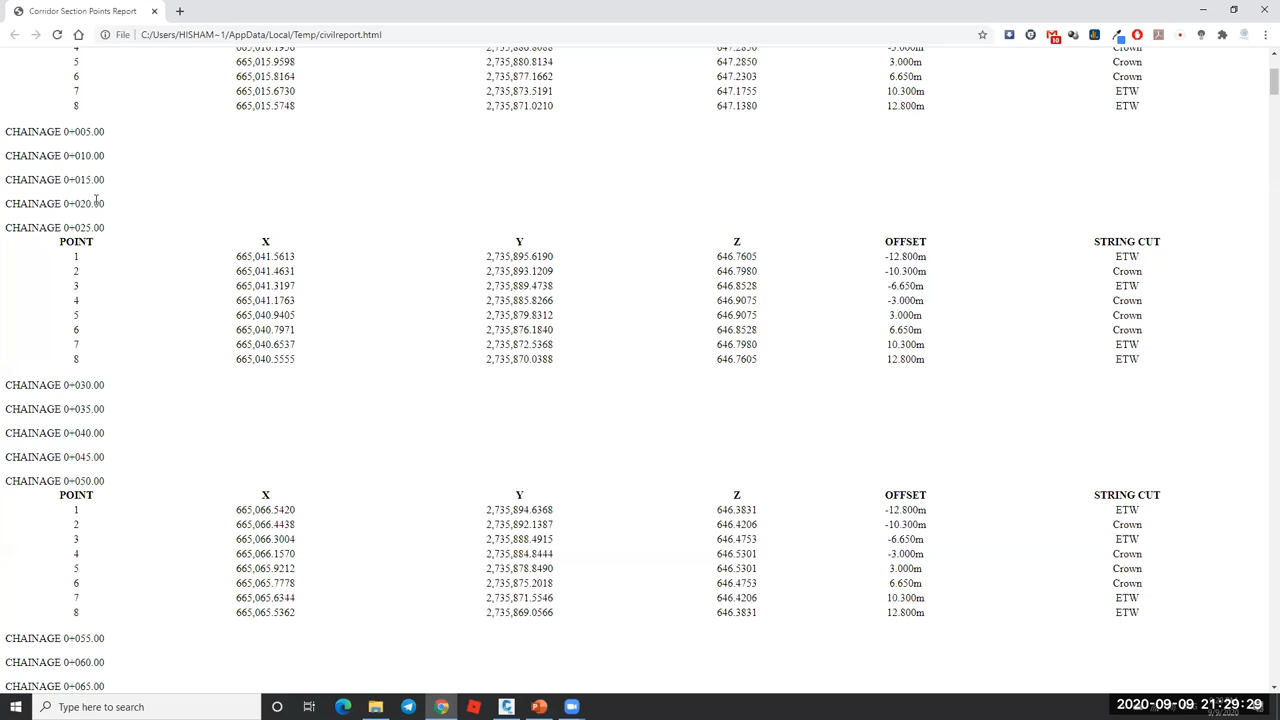 Corridor Section Points Report
File C:/Users/HISHAM~1/AppData/Local/Temp/civilreport.html
10
4 665,016.1956 2,735,886.8088 647.2850 -3.000m Crown
5 665,015.9598 2,735,880.8134 647.2850 3.000m Crown
6 665,015.8164 2,735,877.1662 647.2303 6.650m Crown
7 665,015.6730 2,735,873.5191 647.1755 10.300m ETW
8 665,015.5748 2,735,871.0210 647.1380 12.800m ETW
CHAINAGE 0+005.00
CHAINAGE 0+010.00
CHAINAGE 0+015.00
CHAINAGE 0+020.00
CHAINAGE 0+025.00
POINT X Y Z OFFSET STRING CUT
1 665,041.5613 2,735,895.6190 646.7605 -12.800m ETW
2 665,041.4631 2,735,893.1209 646.7980 -10.300m Crown
3 665,041.3197 2,735,889.4738 646.8528 -6.650m ETW
4 665,041.1763 2,735,885.8266 646.9075 -3.000m Crown
5 665,040.9405 2,735,879.8312 646.9075 3.000m Crown
6 665,040.7971 2,735,876.1840 646.8528 6.650m Crown
7 665,040.6537 2,735,872.5368 646.7980 10.300m ETW
8 665,040.5555 2,735,870.0388 646.7605 12.800m ETW
CHAINAGE 0+030.00
CHAINAGE 0+035.00
CHAINAGE 0+040.00
CHAINAGE 0+045.00
CHAINAGE 0+050.00
POINT X Y Z OFFSET STRING CUT
1 665,066.5420 2,735,894.6368 646.3831 -12.800m ETW
2 665,066.4438 2,735,892.1387 646.4206 -10.300m Crown
3 665,066.3004 2,735,888.4915 646.4753 -6.650m ETW
4 665,066.1570 2,735,884.8444 646.5301 -3.000m Crown
5 665,065.9212 2,735,878.8490 646.5301 3.000m Crown
6 665,065.7778 2,735,875.2018 646.4753 6.650m Crown
7 665,065.6344 2,735,871.5546 646.4206 10.300m ETW
8 665,065.5362 2,735,869.0566 646.3831 12.800m ETW
CHAINAGE 0+055.00
CHAINAGE 0+060.00
CHAINAGE 0+065.00
Type here to search
2020-09-09 21:29:29